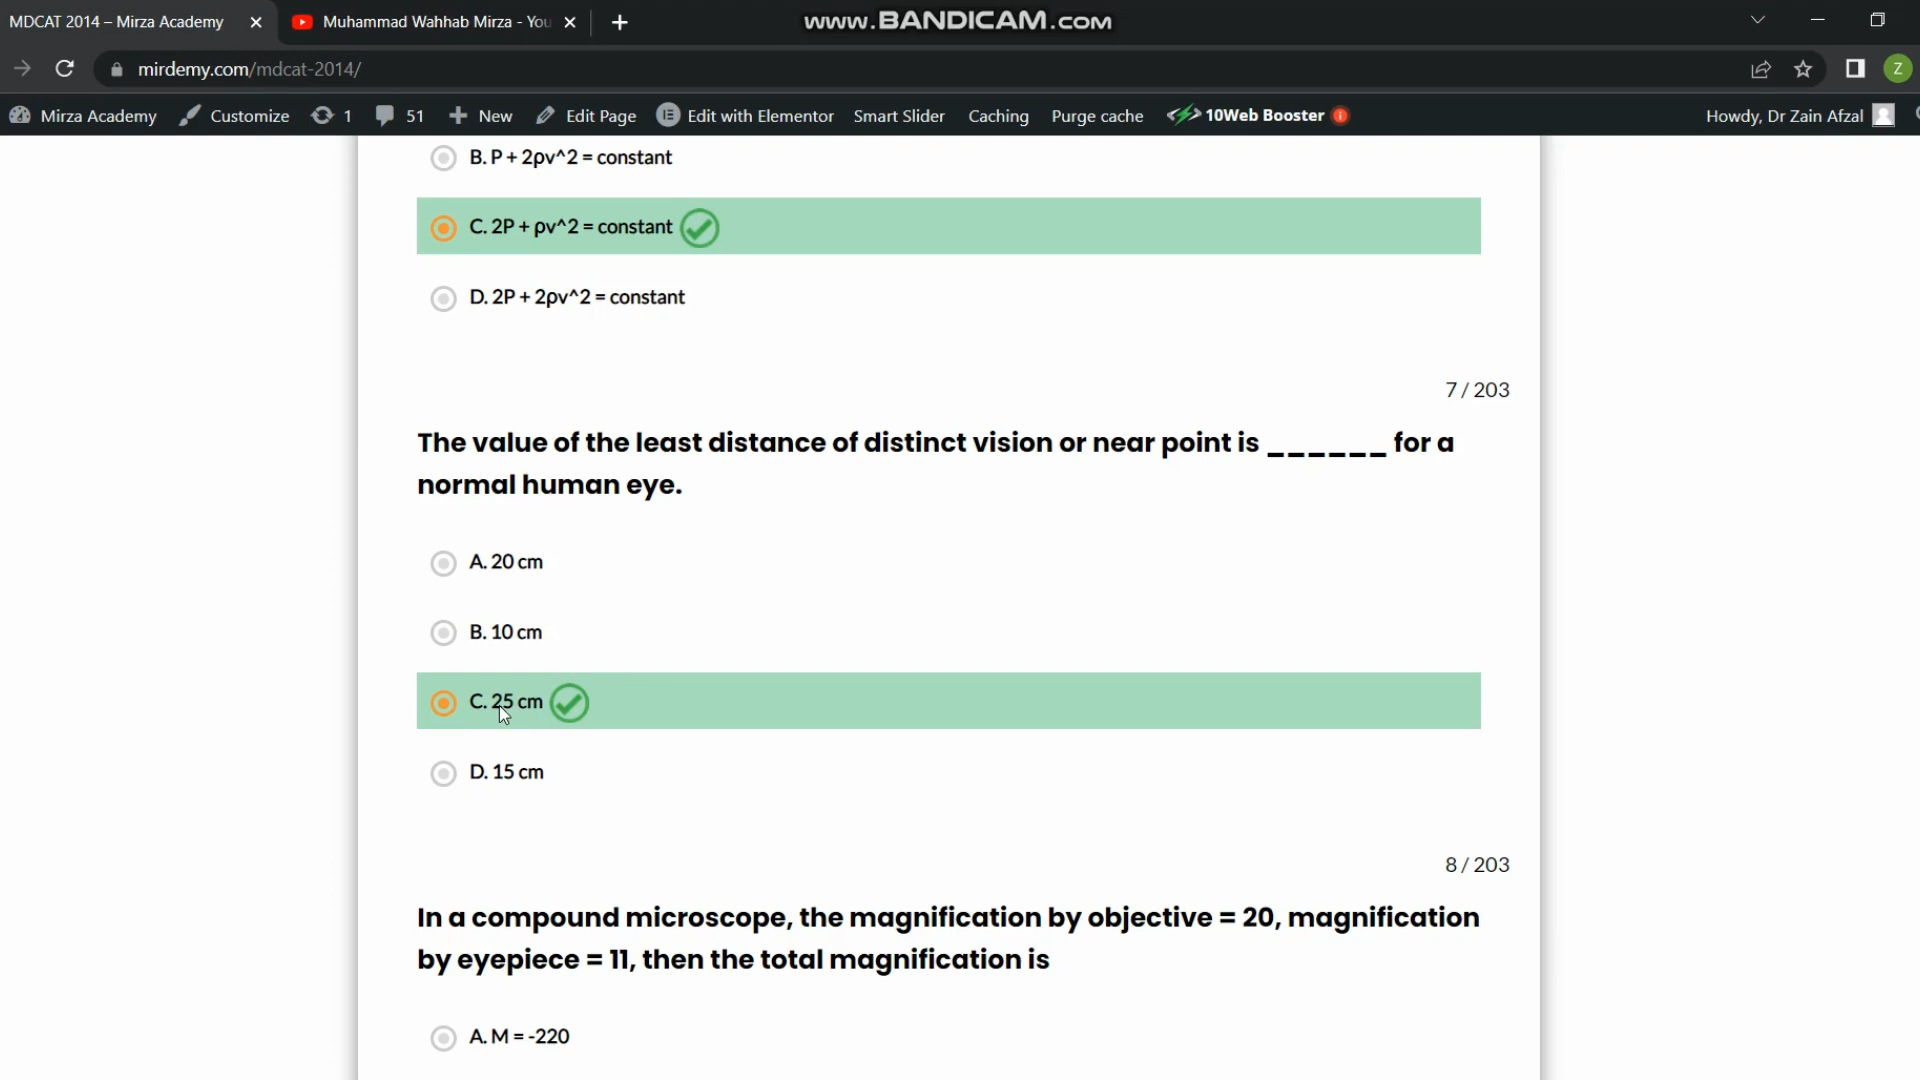 MDCAT 2014 – Mirza Academy
Muhammad Wahhab Mirza - You
www.BANDICAM.com
mirdemy.com/mdcat-2014/
Z
Mirza Academy
Customize
1
51
New
Edit Page
Edit with Elementor
Smart Slider
Caching
Purge cache
10Web Booster
Howdy, Dr Zain Afzal
B. P + 2ρv^2 = constant
C. 2P + ρv^2 = constant
D. 2P + 2ρv^2 = constant
7 / 203
The value of the least distance of distinct vision or near point is ______ for a
normal human eye.
A. 20 cm
B. 10 cm
C. 25 cm
D. 15 cm
8 / 203
In a compound microscope, the magnification by objective = 20, magnification
by eyepiece = 11, then the total magnification is
A. M = -220